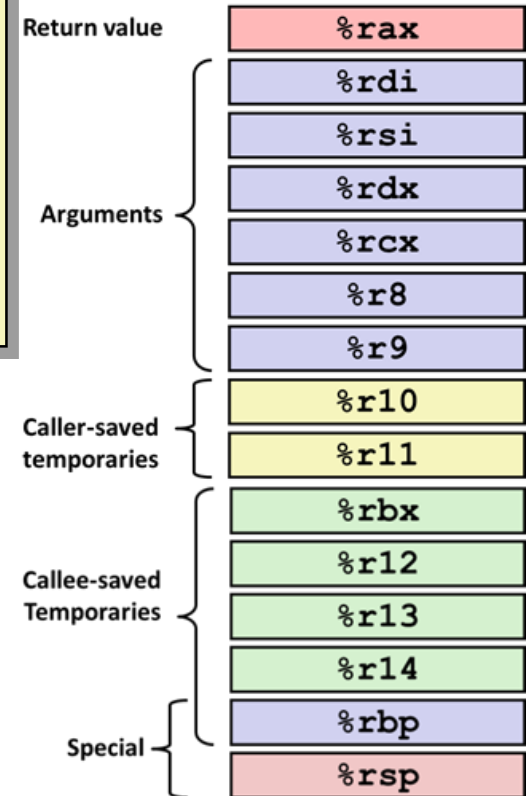 Return value
%rax
Arguments
%rdi
%rsi
%rdx
%rcx
%r8
%r9
Caller-saved
temporaries
%r10
%r11
Callee-saved
Temporaries
%rbx
%r12
%r13
%r14
Special
%rbp
%rsp